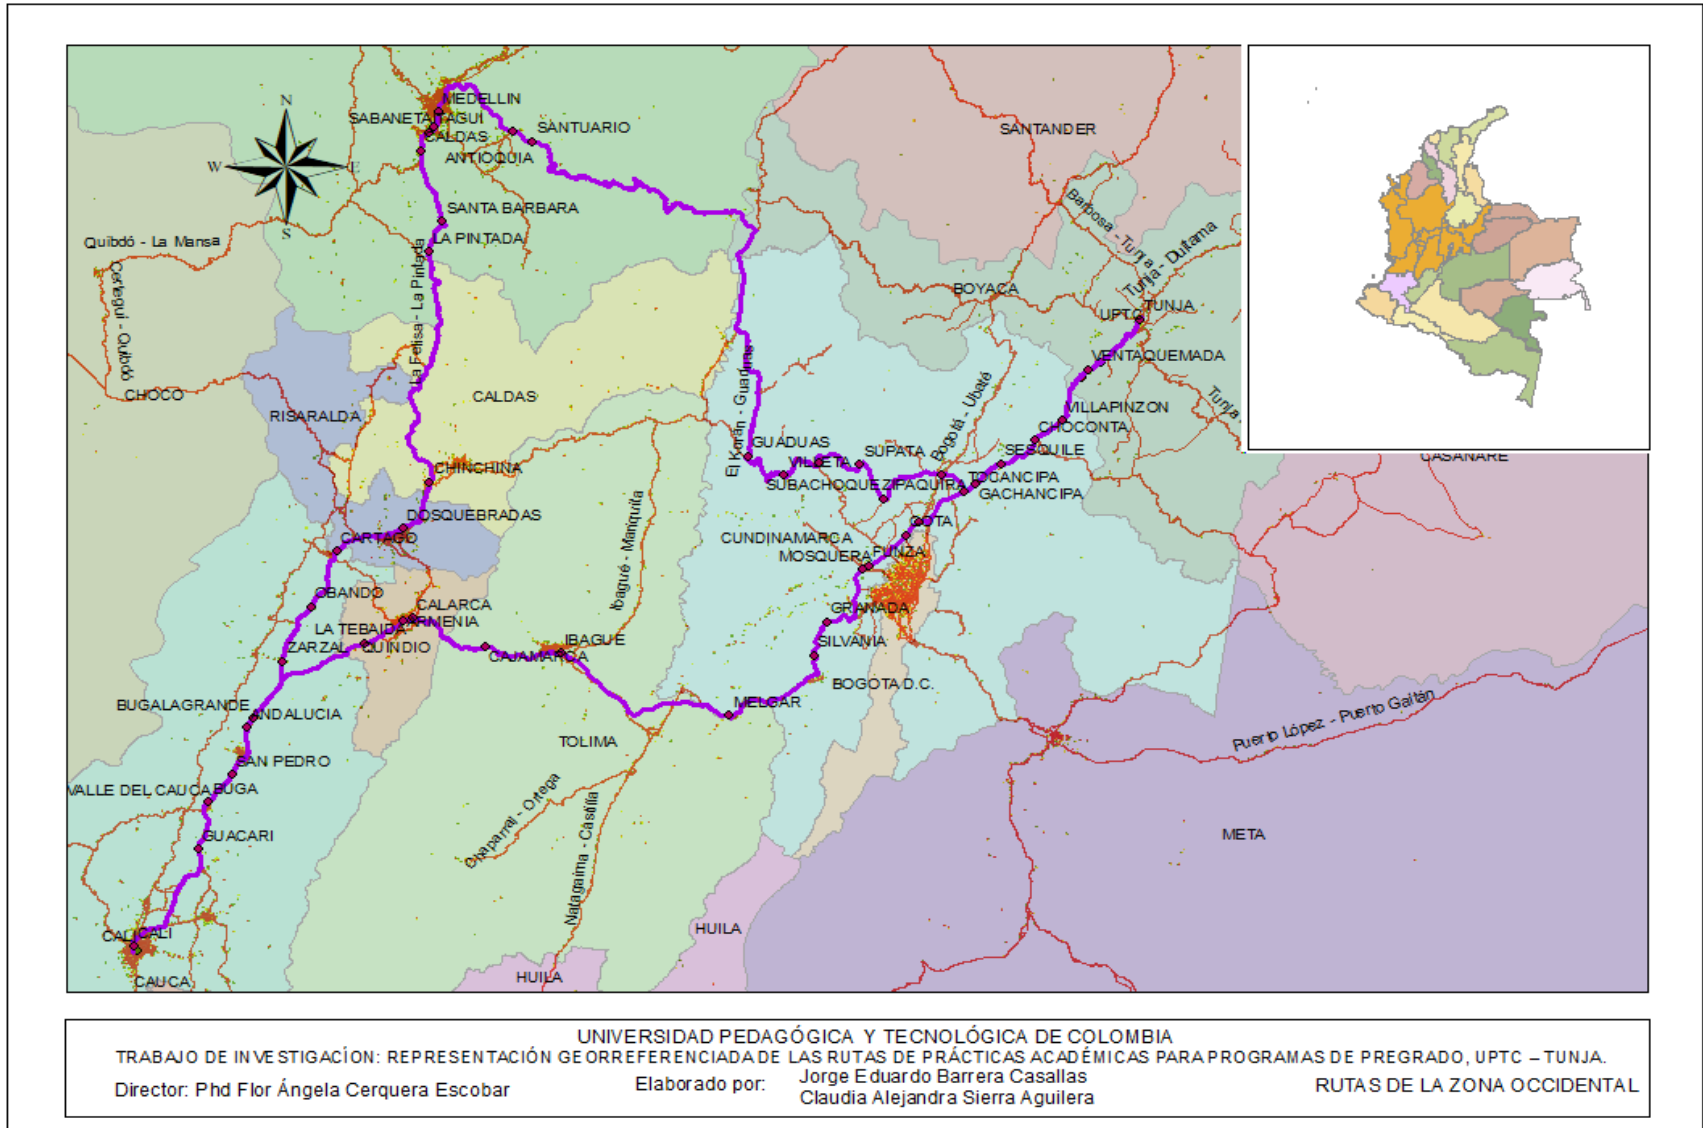 MEDELLIN
SABANETA
ITAGUI
CALDAS
SANTUARIO
ANTIOQUIA
SANTANDER
N
W
E
S
SANTA BARBARA
LA PINTADA
Quibdó - La Mansa
Certegui - Quibdó
La Felisa - La Pintada
Barbosa - Tunja
Tunja - Duitama
BOYACA
TUNJA
UPTC
VENTAQUEMADA
CHOCO
RISARALDA
CALDAS
Tunja
VILLAPINZON
CHOCONTA
El Korán - Guaduas
Bogotá - Ubaté
GUADUAS
VILLETA
SUPATA
SESQUILE
CASANARE
CHINCHINA
SUBACHOQUE
ZIPAQUIRA
TOCANCIPA
GACHANCIPA
DOSQUEBRADAS
COTA
CARTAGO
CUNDINAMARCA
MOSQUERA
FUNZA
Ibagué - Mariquita
OBANDO
CALARCA
GRANADA
LA TEBAIDA
ARMENIA
ZARZAL
QUINDIO
IBAGUE
CAJAMARCA
SILVANIA
BOGOTA D.C.
BUGALAGRANDE
ANDALUCIA
MELGAR
TOLIMA
Puerto López - Puerto Gaitán
SAN PEDRO
VALLE DEL CAUCA
BUGA
Chaparral - Ortega
Natagaima - Castilla
GUACARI
META
CALI
CALI
HUILA
CAUCA
HUILA
UNIVERSIDAD PEDAGÓGICA Y TECNOLÓGICA DE COLOMBIA
TRABAJO DE INVESTIGACÍON: REPRESENTACIÓN GEORREFERENCIADA DE LAS RUTAS DE PRÁCTICAS ACADÉMICAS PARA PROGRAMAS DE PREGRADO, UPTC – TUNJA.
Director: Phd Flor Ángela Cerquera Escobar
Elaborado por: Jorge Eduardo Barrera Casallas
Claudia Alejandra Sierra Aguilera
RUTAS DE LA ZONA OCCIDENTAL